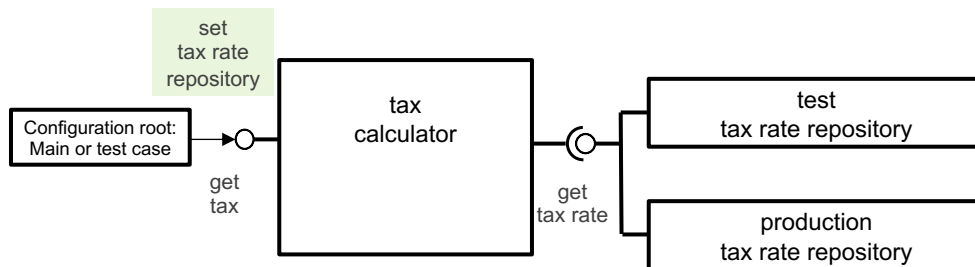 set
tax rate
repository
Configuration root:
Main or test case
get
tax
tax
calculator
get
tax rate
test
tax rate repository
production
tax rate repository